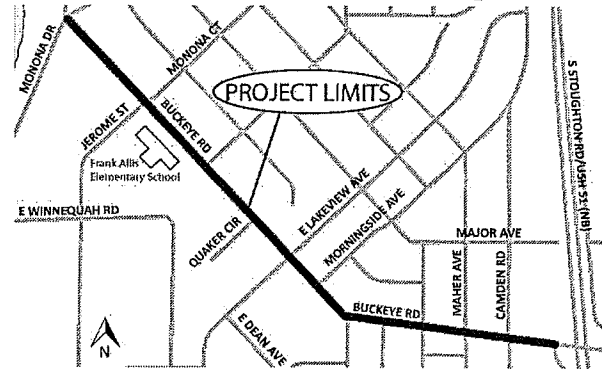 MONONA DR
MONONA CT
JEROME ST
BUCKEYE RD
PROJECT LIMITS
S STOUGHTON RD/USH 51 (NB)
Frank Allis
Elementary School
E WINNEQUAH RD
QUAKER CIR
E LAKEVIEW AVE
MORNINGSIDE AVE
MAJOR AVE
MAHER AVE
CAMDEN RD
BUCKEYE RD
E DEAN AVE
N